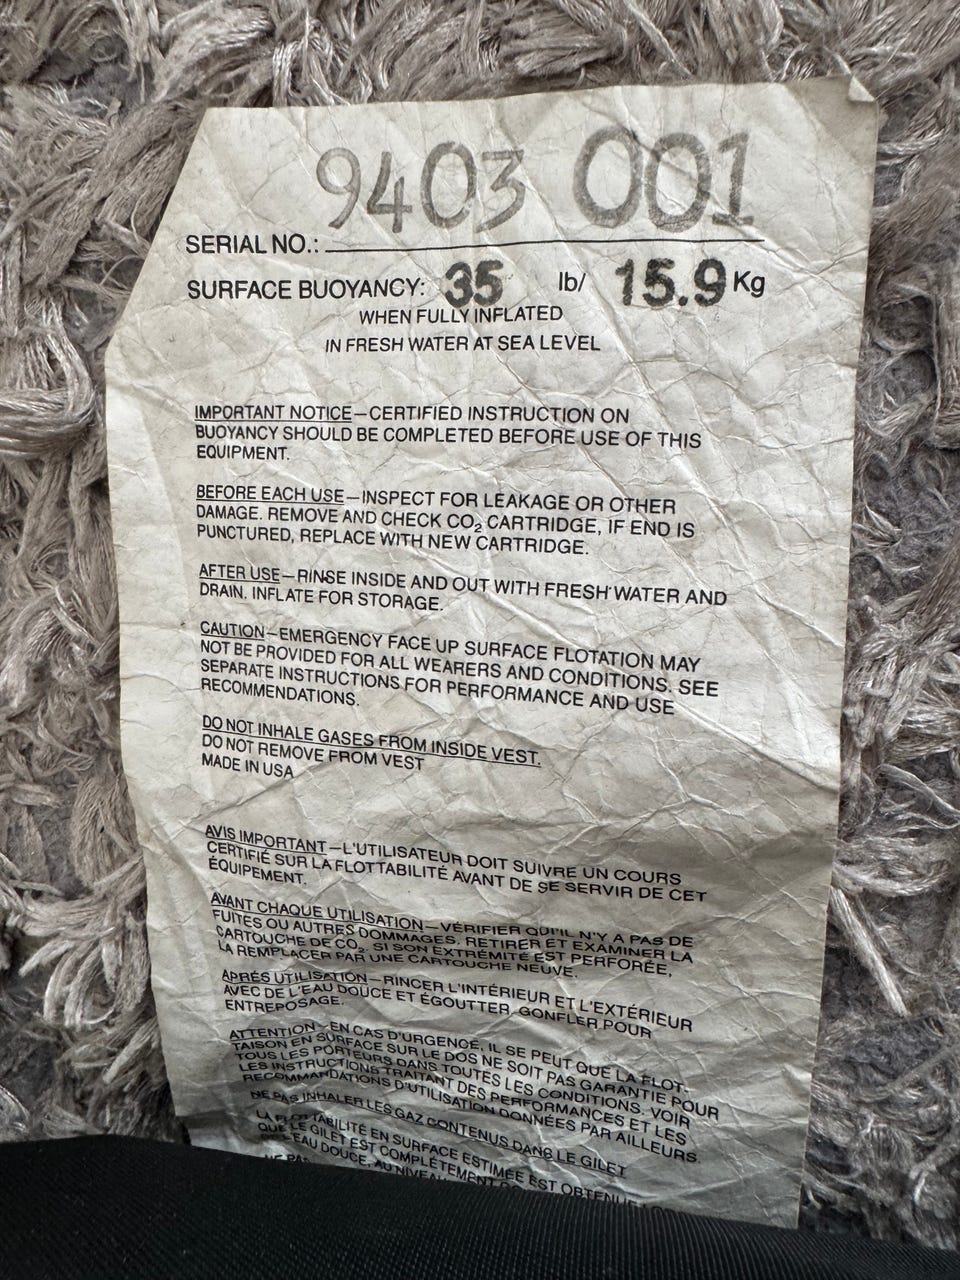 9403 001
SERIAL NO.:
SURFACE BUOYANCY: 35 lb/ 15.9 Kg
WHEN FULLY INFLATED
IN FRESH WATER AT SEA LEVEL
IMPORTANT NOTICE—CERTIFIED INSTRUCTION ON
BUOYANCY SHOULD BE COMPLETED BEFORE USE OF THIS
EQUIPMENT.
BEFORE EACH USE—INSPECT FOR LEAKAGE OR OTHER
DAMAGE. REMOVE AND CHECK CO₂ CARTRIDGE, IF END IS
PUNCTURED, REPLACE WITH NEW CARTRIDGE.
AFTER USE—RINSE INSIDE AND OUT WITH FRESH WATER AND
DRAIN. INFLATE FOR STORAGE.
CAUTION—EMERGENCY FACE UP SURFACE FLOTATION MAY
NOT BE PROVIDED FOR ALL WEARERS AND CONDITIONS. SEE
SEPARATE INSTRUCTIONS FOR PERFORMANCE AND USE
RECOMMENDATIONS.
DO NOT INHALE GASES FROM INSIDE VEST.
DO NOT REMOVE FROM VEST
MADE IN USA
AVIS IMPORTANT—L'UTILISATEUR DOIT SUIVRE UN COURS
CERTIFIÉ SUR LA FLOTTABILITÉ AVANT DE SE SERVIR DE CET
ÉQUIPEMENT.
AVANT CHAQUE UTILISATION—VÉRIFIER QU'IL N'Y A PAS DE
FUITES OU AUTRES DOMMAGES. RETIRER ET EXAMINER LA
CARTOUCHE DE CO₂. SI SON EXTRÉMITÉ EST PERFORÉE,
LA REMPLACER PAR UNE CARTOUCHE NEUVE.
APRÉS UTILISATION—RINCER L'INTÉRIEUR ET L'EXTÉRIEUR
AVEC DE L'EAU DOUCE ET ÉGOUTTER, GONFLER POUR
ENTREPOSAGE.
ATTENTION—EN CAS D'URGENCE, IL SE PEUT QUE LA FLOT-
TAISON EN SURFACE SUR LE DOS NE SOIT PAS GARANTIE POUR
TOUS LES PORTEURS DANS TOUTES LES CONDITIONS. VOIR
LES INSTRUCTIONS TRAITANT DES PERFORMANCES ET LES
RECOMMANDATIONS D'UTILISATION DONNÉES PAR AILLEURS.
NE PAS INHALER LES GAZ CONTENUS DANS LE GILET
LA FLOTTABILITÉ EN SURFACE ESTIMÉE EST OBTENUE
QUE LE GILET EST COMPLÈTEMENT
L'EAU DOUCE, AU NIVEAU
NE PAS